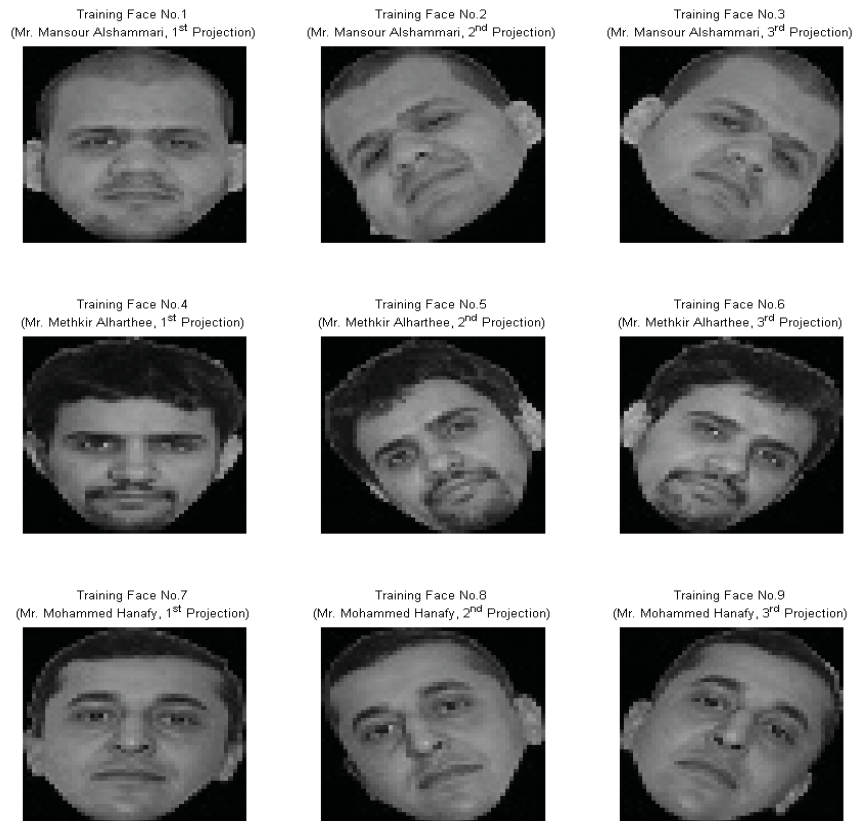 Training Face No.1
(Mr. Mansour Alshammari, 1st Projection)
Training Face No.2
(Mr. Mansour Alshammari, 2nd Projection)
Training Face No.3
(Mr. Mansour Alshammari, 3rd Projection)
Training Face No.4
(Mr. Methkir Alharthee, 1st Projection)
Training Face No.5
(Mr. Methkir Alharthee, 2nd Projection)
Training Face No.6
(Mr. Methkir Alharthee, 3rd Projection)
Training Face No.7
(Mr. Mohammed Hanafy, 1st Projection)
Training Face No.8
(Mr. Mohammed Hanafy, 2nd Projection)
Training Face No.9
(Mr. Mohammed Hanafy, 3rd Projection)